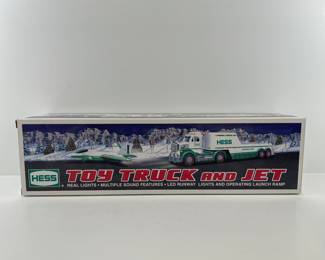 HESS
HESS
TOY TRUCK AND JET
REAL LIGHTS • MULTIPLE SOUND FEATURES • LED RUNWAY LIGHTS AND OPERATING LAUNCH RAMP